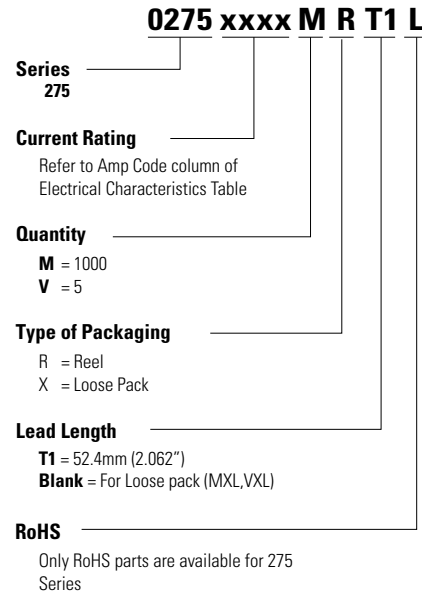 0275 xxxx M R T1 L
Series
275
Current Rating
Refer to Amp Code column of
Electrical Characteristics Table
Quantity
M = 1000
V = 5
Type of Packaging
R = Reel
X = Loose Pack
Lead Length
T1 = 52.4mm (2.062”)
Blank = For Loose pack (MXL,VXL)
RoHS
Only RoHS parts are available for 275
Series